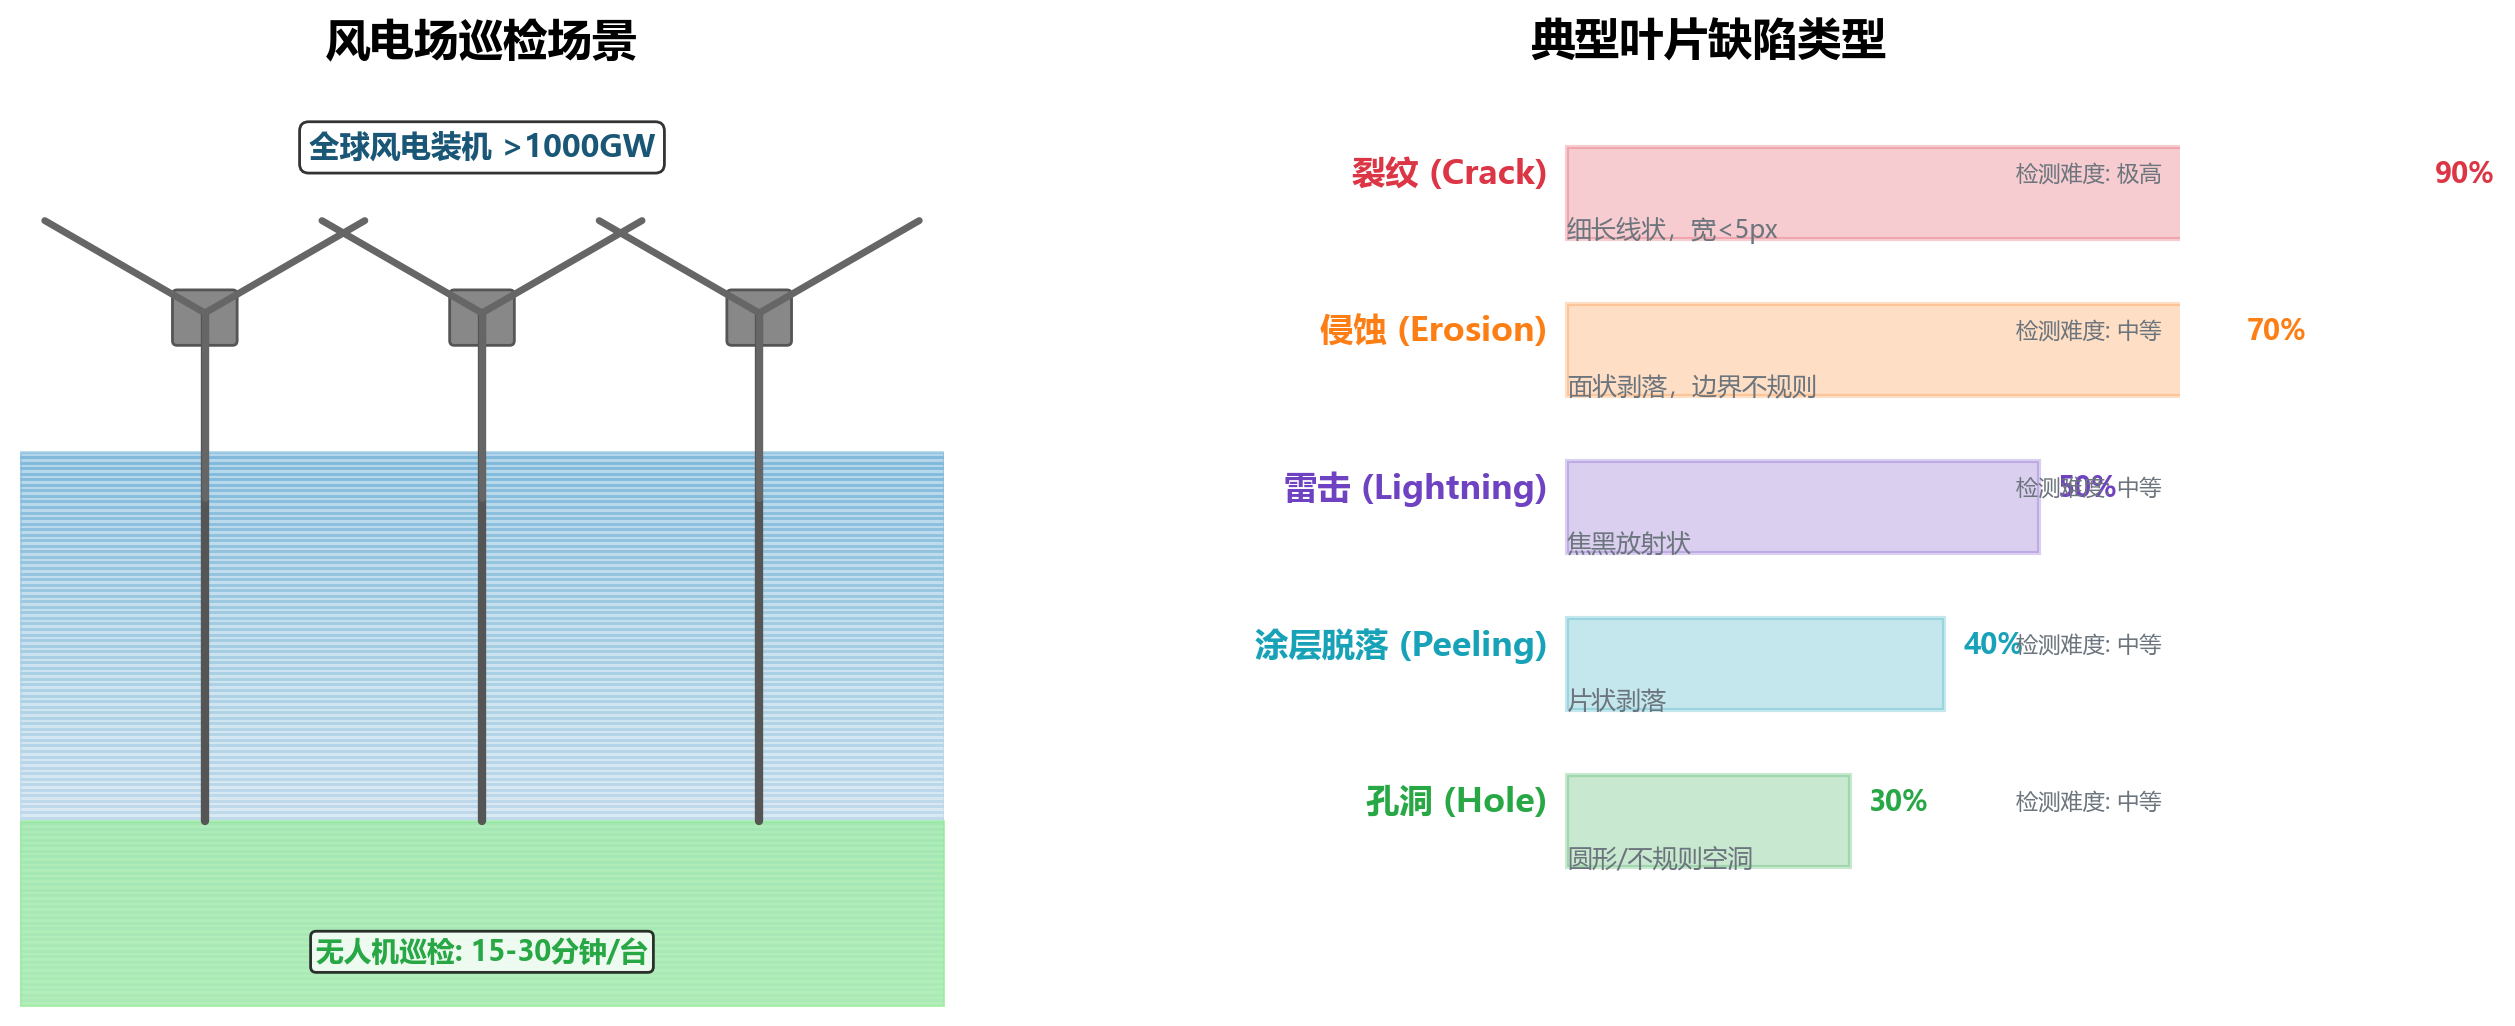 风电场巡检场景
全球风电装机 >1000GW
无人机巡检: 15-30分钟/台
典型叶片缺陷类型
裂纹 (Crack)
检测难度: 极高
90%
细长线状，宽<5px
侵蚀 (Erosion)
检测难度: 中等
70%
面状剥落，边界不规则
雷击 (Lightning)
检测难度: 中等
50%
焦黑放射状
涂层脱落 (Peeling)
40%
检测难度: 中等
片状剥落
孔洞 (Hole)
30%
检测难度: 中等
圆形/不规则空洞